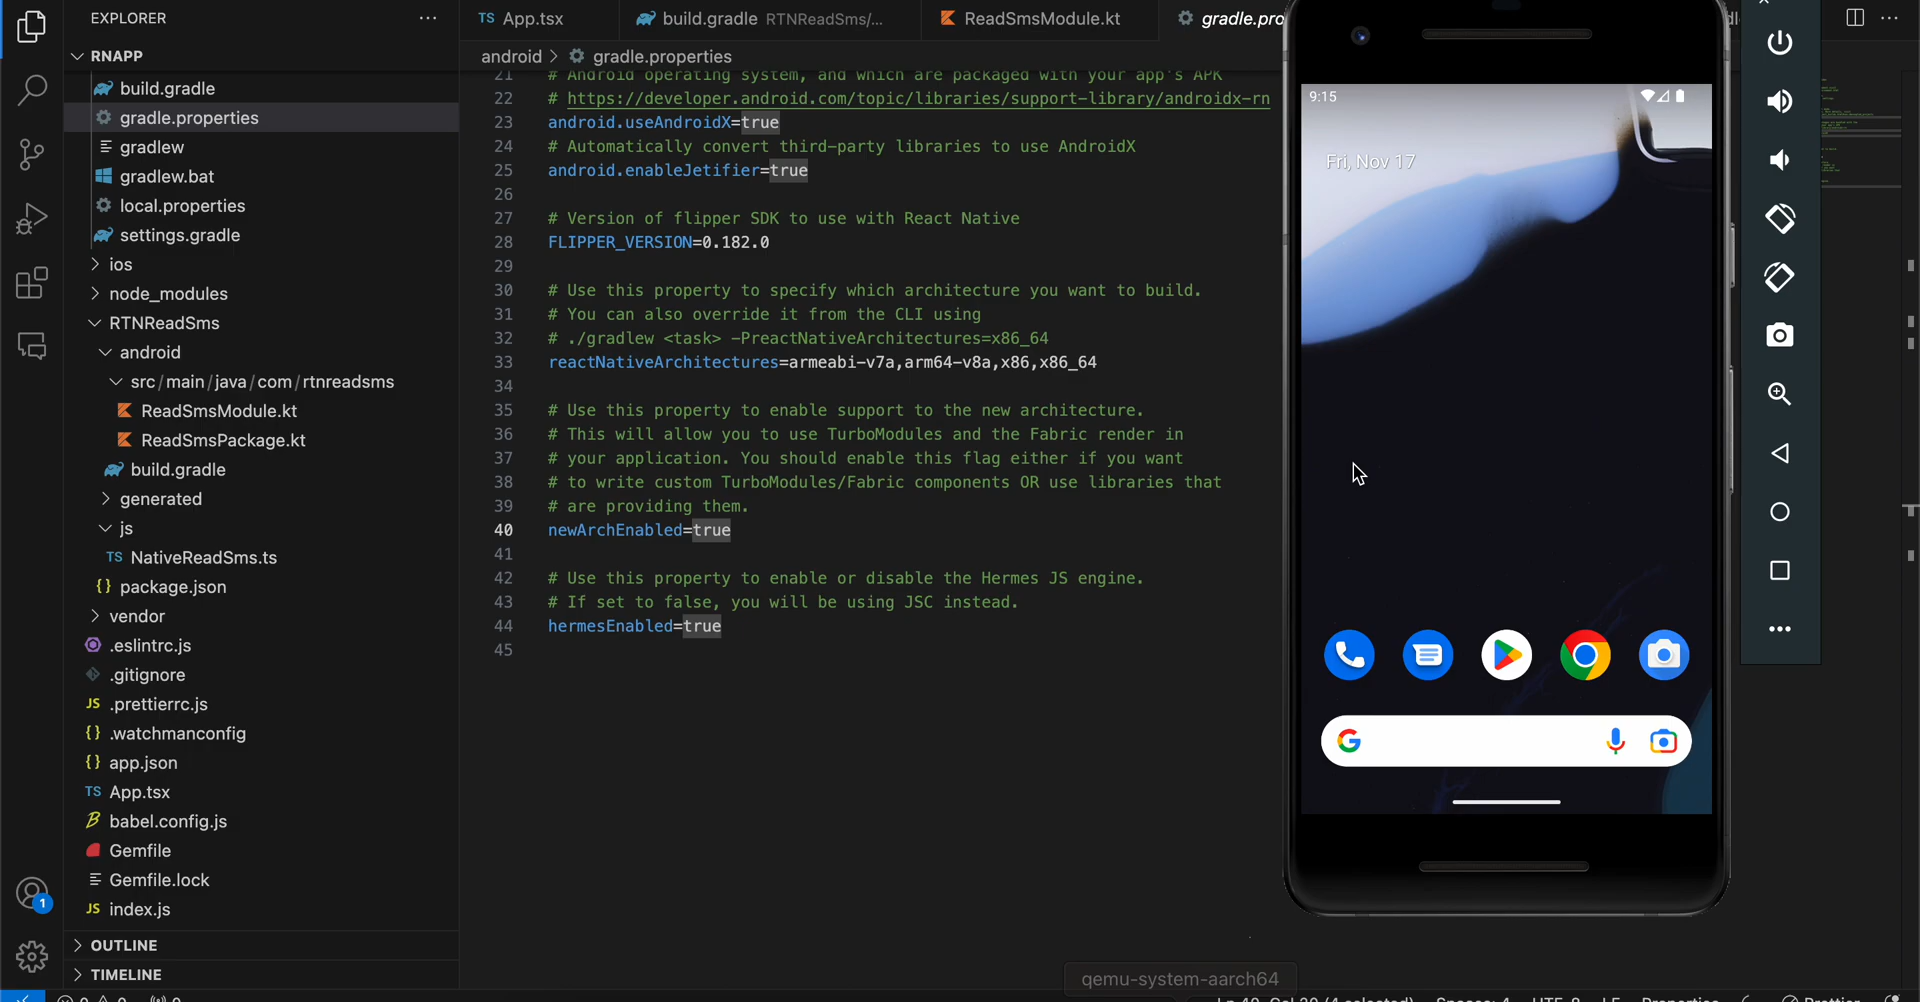 EXPLORER
RNAPP
build.gradle
gradle.properties
gradlew
gradlew.bat
local.properties
settings.gradle
ios
node_modules
RTNReadSms
android
src/main/java/com/rtnreadsms
ReadSmsModule.kt
ReadSmsPackage.kt
build.gradle
generated
js
TS NativeReadSms.ts
{} package.json
vendor
.eslintrc.js
.gitignore
JS .prettierrc.js
{} .watchmanconfig
{} app.json
TS App.tsx
babel.config.js
Gemfile
Gemfile.lock
JS index.js
OUTLINE
TIMELINE
1
TS App.tsx
build.gradle RTNReadSms/...
ReadSmsModule.kt
gradle.pro
android > gradle.properties
21 # Android operating system, and which are packaged with your app's APK
22 # https://developer.android.com/topic/libraries/support-library/androidx-rn
23 android.useAndroidX=true
24 # Automatically convert third-party libraries to use AndroidX
25 android.enableJetifier=true
26
27 # Version of flipper SDK to use with React Native
28 FLIPPER_VERSION=0.182.0
29
30 # Use this property to specify which architecture you want to build.
31 # You can also override it from the CLI using
32 # ./gradlew <task> -PreactNativeArchitectures=x86_64
33 reactNativeArchitectures=armeabi-v7a,arm64-v8a,x86,x86_64
34
35 # Use this property to enable support to the new architecture.
36 # This will allow you to use TurboModules and the Fabric render in
37 # your application. You should enable this flag either if you want
38 # to write custom TurboModules/Fabric components OR use libraries that
39 # are providing them.
40 newArchEnabled=true
41
42 # Use this property to enable or disable the Hermes JS engine.
43 # If set to false, you will be using JSC instead.
44 hermesEnabled=true
45
9:15
Fri, Nov 17
qemu-system-aarch64